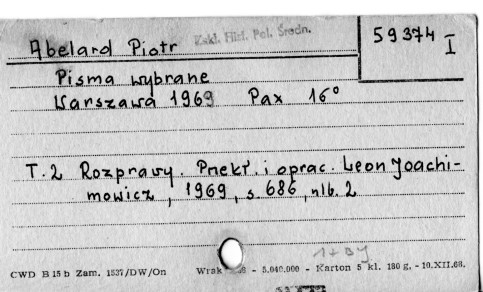 Abelard Piotr Zakł. Hist. Pol. Średn. 59374 I
Pisma wybrane
Warszawa 1969 Pax 16°
T.2 Rozprawy. Przekł. i oprac. Leon Joachi-
mowicz, 1969, s. 686, nlb. 2
1+BJ
CWD B 15 b Zam. 1537/DW/On Wrak - 5.040.000 - Karton 5 kl. 180 g, - 10.XII.68.